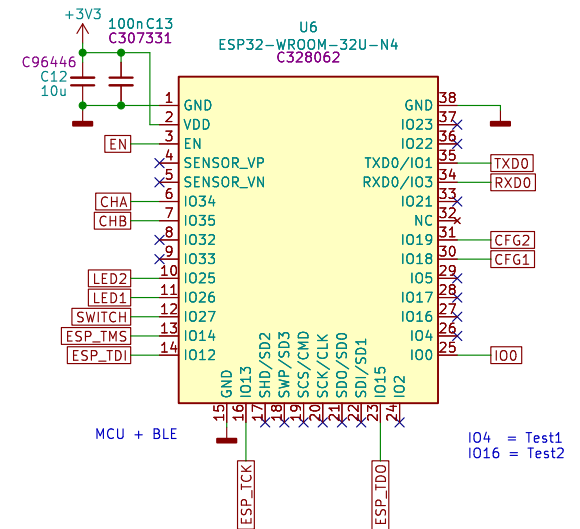 +3V3
100nC13
C307331
C96446
C12
10u
U6
ESP32-WROOM-32U-N4
C328062
1 GND
2 VDD
EN 3 EN
4 SENSOR_VP
5 SENSOR_VN
CHA 6 IO34
CHB 7 IO35
8 IO32
9 IO33
LED2 10 IO25
LED1 11 IO26
SWITCH 12 IO27
ESP_TMS 13 IO14
ESP_TDI 14 IO12
GND 38
IO23 37
IO22 36
TXD0/IO1 35 TXD0
RXD0/IO3 34 RXD0
IO21 33
NC 32
IO19 31 CFG2
IO18 30 CFG1
IO5 29
IO17 28
IO16 27
IO4 26
IO0 25 IO0
GND 15
IO13 16 ESP_TCK
SHD/SD2 17
SWP/SD3 18
SCS/CMD 19
SCK/CLK 20
SDO/SD0 21
SDI/SD1 22
IO15 23 ESP_TDO
IO2 24
MCU + BLE
IO4 = Test1
IO16 = Test2